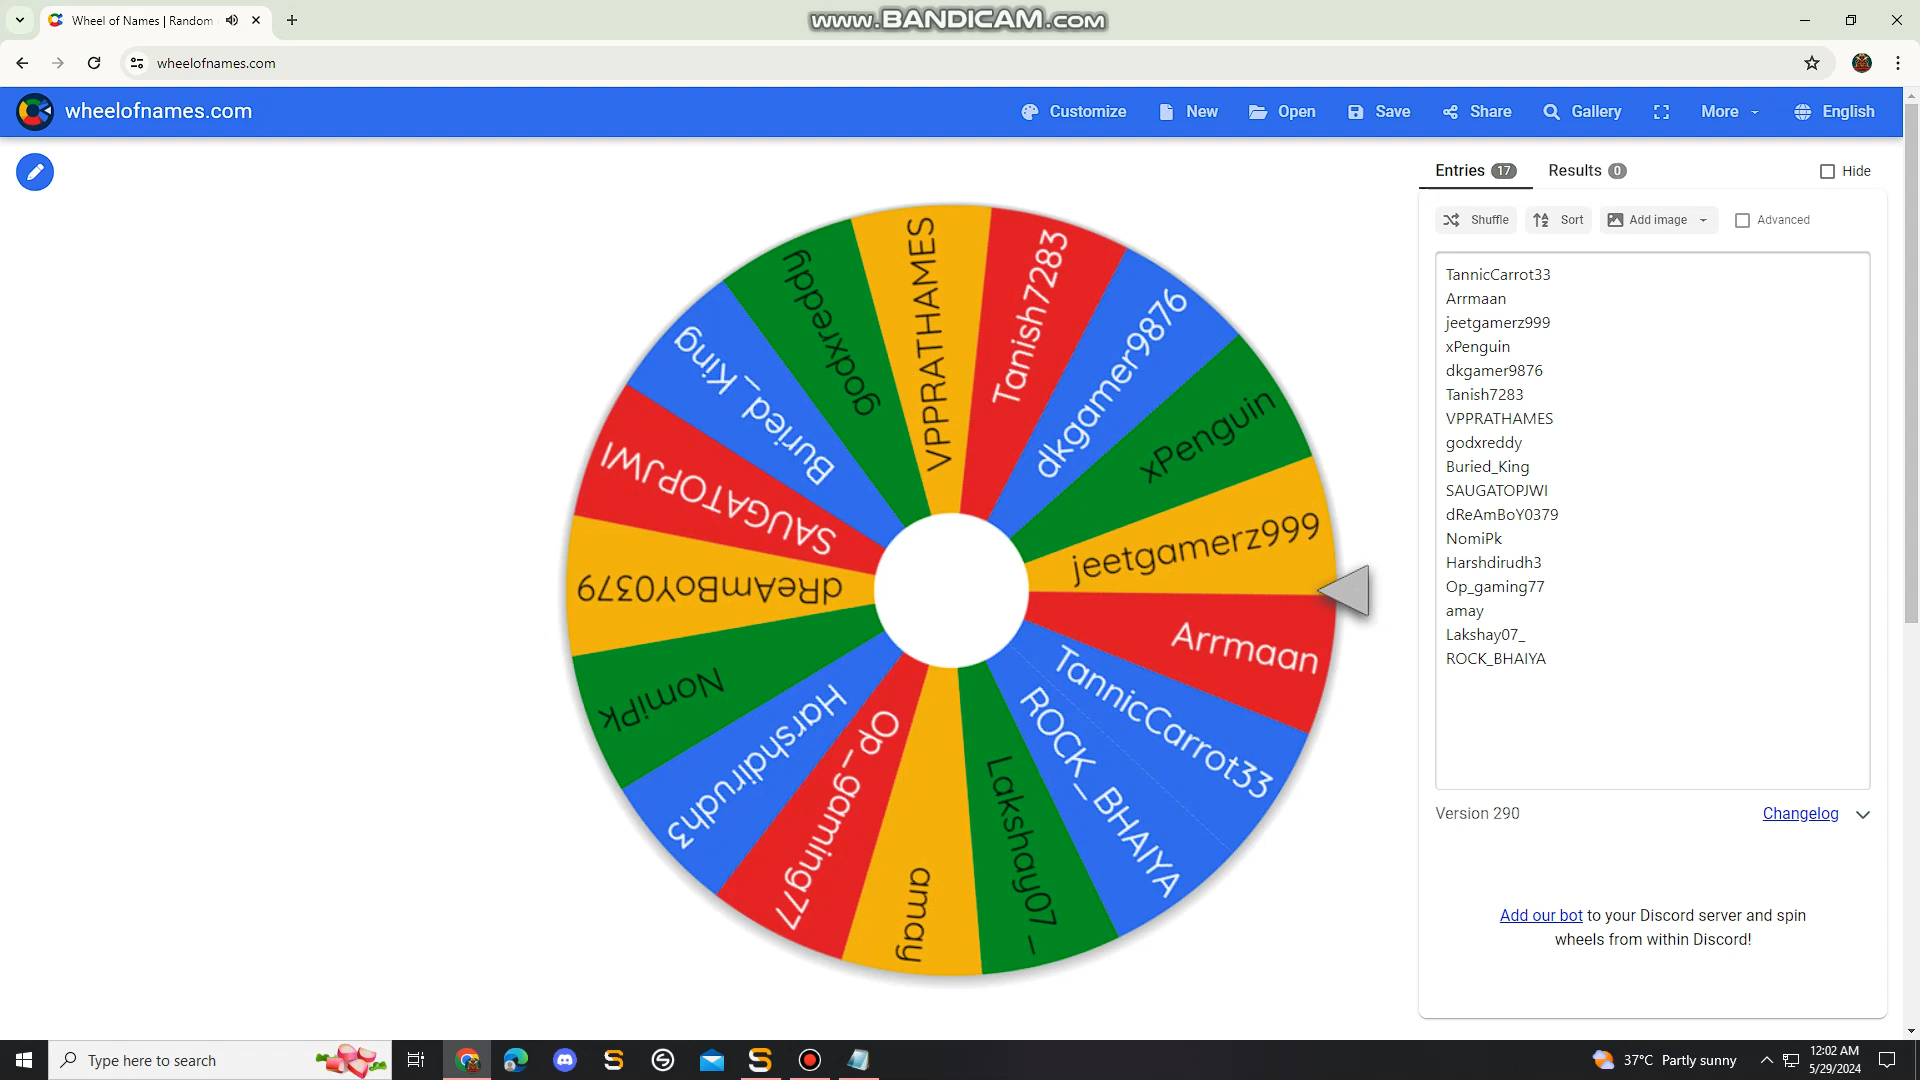 Wheel of Names | Random
www.BANDICAM.com
wheelofnames.com
wheelofnames.com
Customize
New
Open
Save
Share
Gallery
More
English
Entries 17
Results 0
Hide
Shuffle
Sort
Add image
Advanced
TannicCarrot33
Arrmaan
jeetgamerz999
xPenguin
dkgamer9876
Tanish7283
VPPRATHAMES
godxreddy
Buried_King
SAUGATOPJWI
dReAmBoY0379
NomiPk
Harshdirudh3
Op_gaming77
amay
Lakshay07_
ROCK_BHAIYA
VPPRATHAMES
Tanish7283
dkgamer9876
xPenguin
jeetgamerz999
Arrmaan
TannicCarrot33
ROCK_BHAIYA
Lakshay07_
amay
Op_gaming77
Harshdirudh3
NomiPk
dReAmBoY0379
SAUGATOPJWI
Buried_King
godxreddy
Version 290
Changelog
Add our bot to your Discord server and spin
wheels from within Discord!
Type here to search
37°C Partly sunny
12:02 AM
5/29/2024